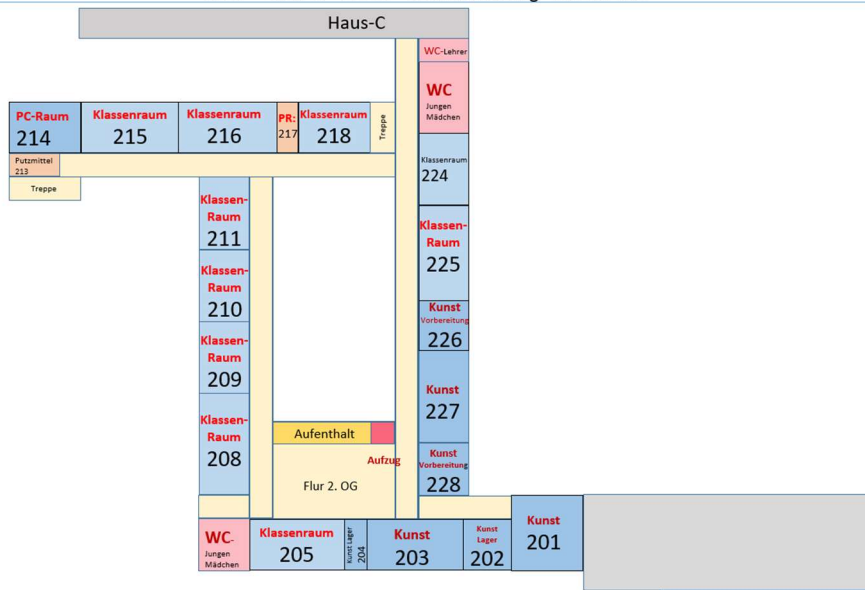 Haus-C
WC-Lehrer
WC
Jungen
Mädchen
PC-Raum
214
Klassenraum
215
Klassenraum
216
PR:
217
Klassenraum
218
Treppe
Klassenraum
224
Putzmittel
213
Treppe
Klassen-
Raum
211
Klassen-
Raum
225
Klassen-
Raum
210
Kunst
Vorbereitung
226
Klassen-
Raum
209
Kunst
227
Klassen-
Raum
208
Aufenthalt
Aufzug
Flur 2. OG
Kunst
Vorbereitung
228
WC-
Jungen
Mädchen
Klassenraum
205
Kunst Lager
204
Kunst
203
Kunst
Lager
202
Kunst
201